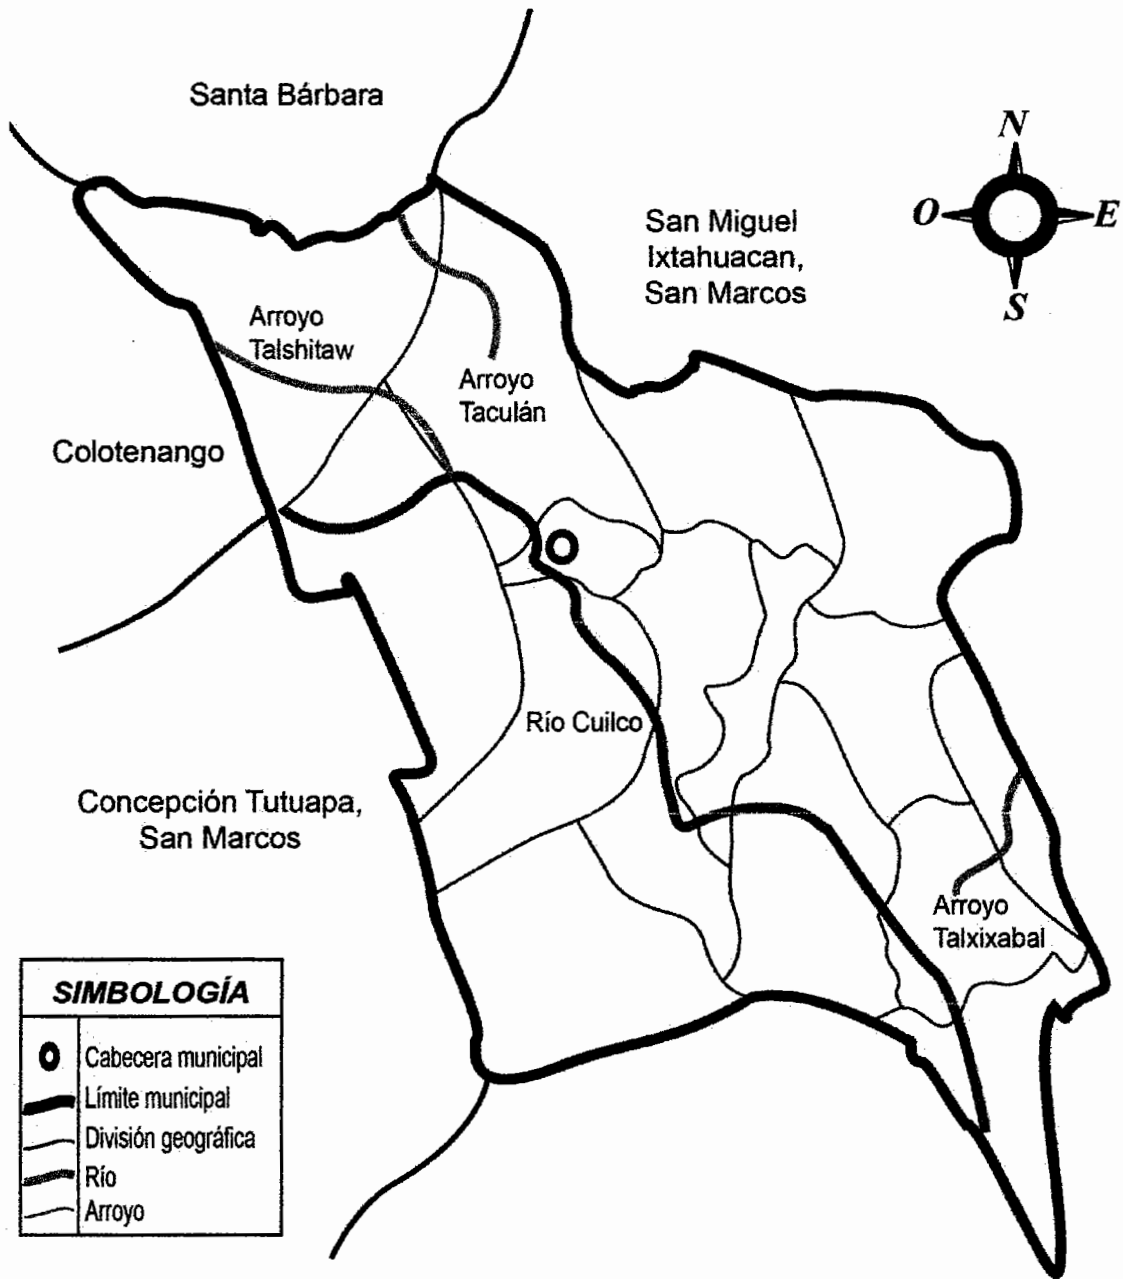 Santa Bárbara
N
O
E
S
San Miguel
Ixtahuacan,
San Marcos
Arroyo
Talshitaw
Arroyo
Taculán
Colotenango
Río Cuilco
Concepción Tutuapa,
San Marcos
Arroyo
Talxixabal
SIMBOLOGÍA
Cabecera municipal
Límite municipal
División geográfica
Río
Arroyo